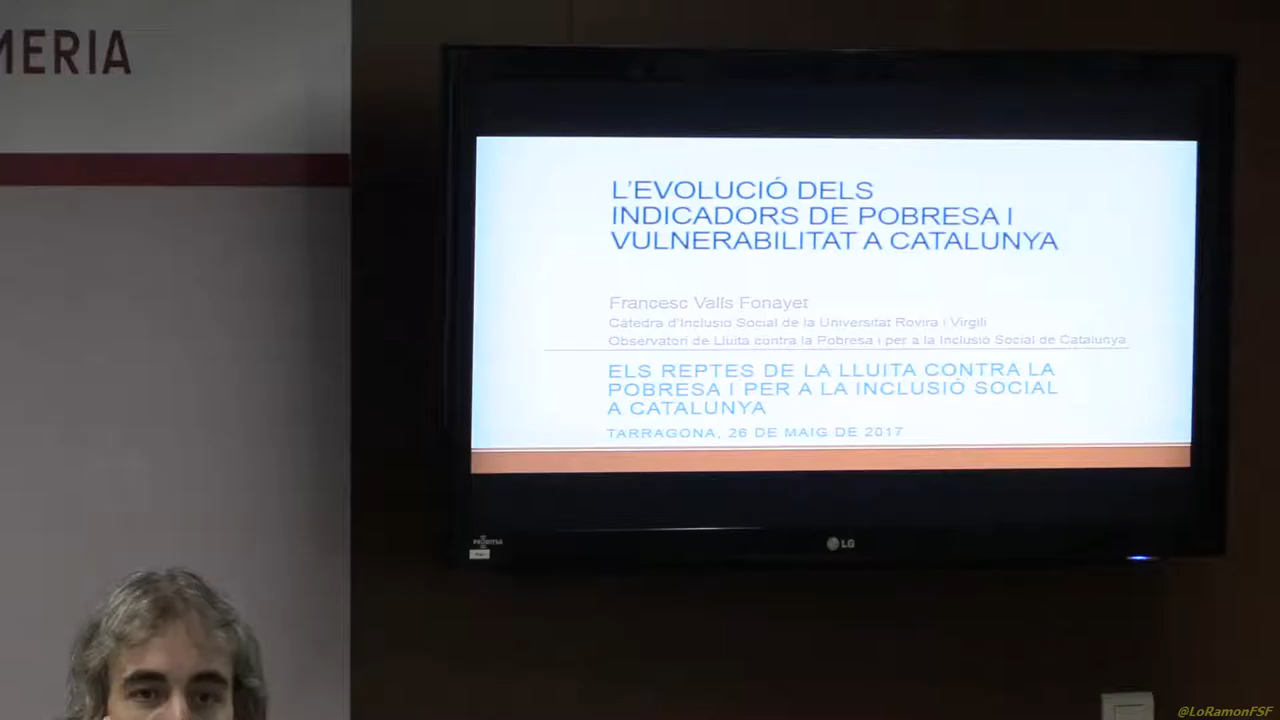 MERIA
L'EVOLUCIÓ DELS
INDICADORS DE POBRESA I
VULNERABILITAT A CATALUNYA
Francesc Valls Fonayet
Càtedra d'Inclusió Social de la Universitat Rovira i Virgili
Observatori de Lluita contra la Pobresa i per a la Inclusió Social de Catalunya
ELS REPTES DE LA LLUITA CONTRA LA
POBRESA I PER A LA INCLUSIÓ SOCIAL
A CATALUNYA
TARRAGONA, 26 DE MAIG DE 2017
LG
@LoRamonFSF